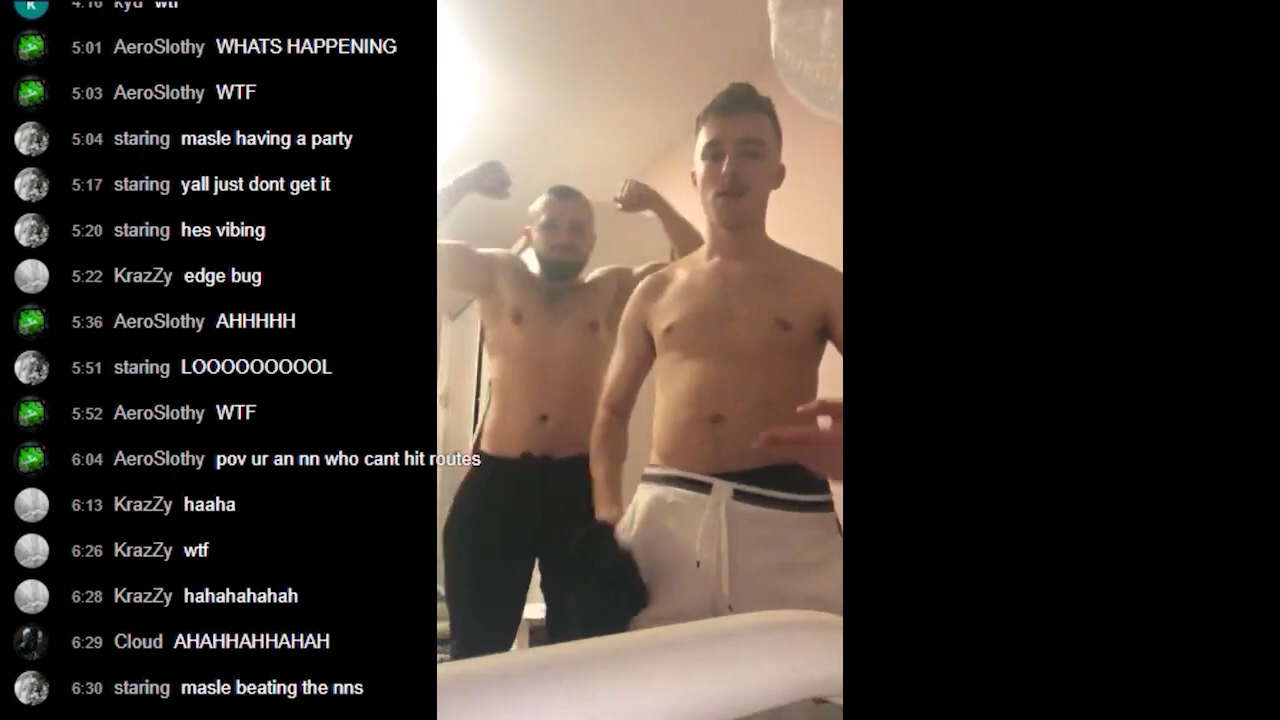 4:16 kyd wtf
5:01 AeroSlothy WHATS HAPPENING
5:03 AeroSlothy WTF
5:04 staring masle having a party
5:17 staring yall just dont get it
5:20 staring hes vibing
5:22 KrazZy edge bug
5:36 AeroSlothy AHHHHH
5:51 staring LOOOOOOOOOL
5:52 AeroSlothy WTF
6:04 AeroSlothy pov ur an nn who cant hit routes
6:13 KrazZy haaha
6:26 KrazZy wtf
6:28 KrazZy hahahahahah
6:29 Cloud AHAHHAHHAHAH
6:30 staring masle beating the nns